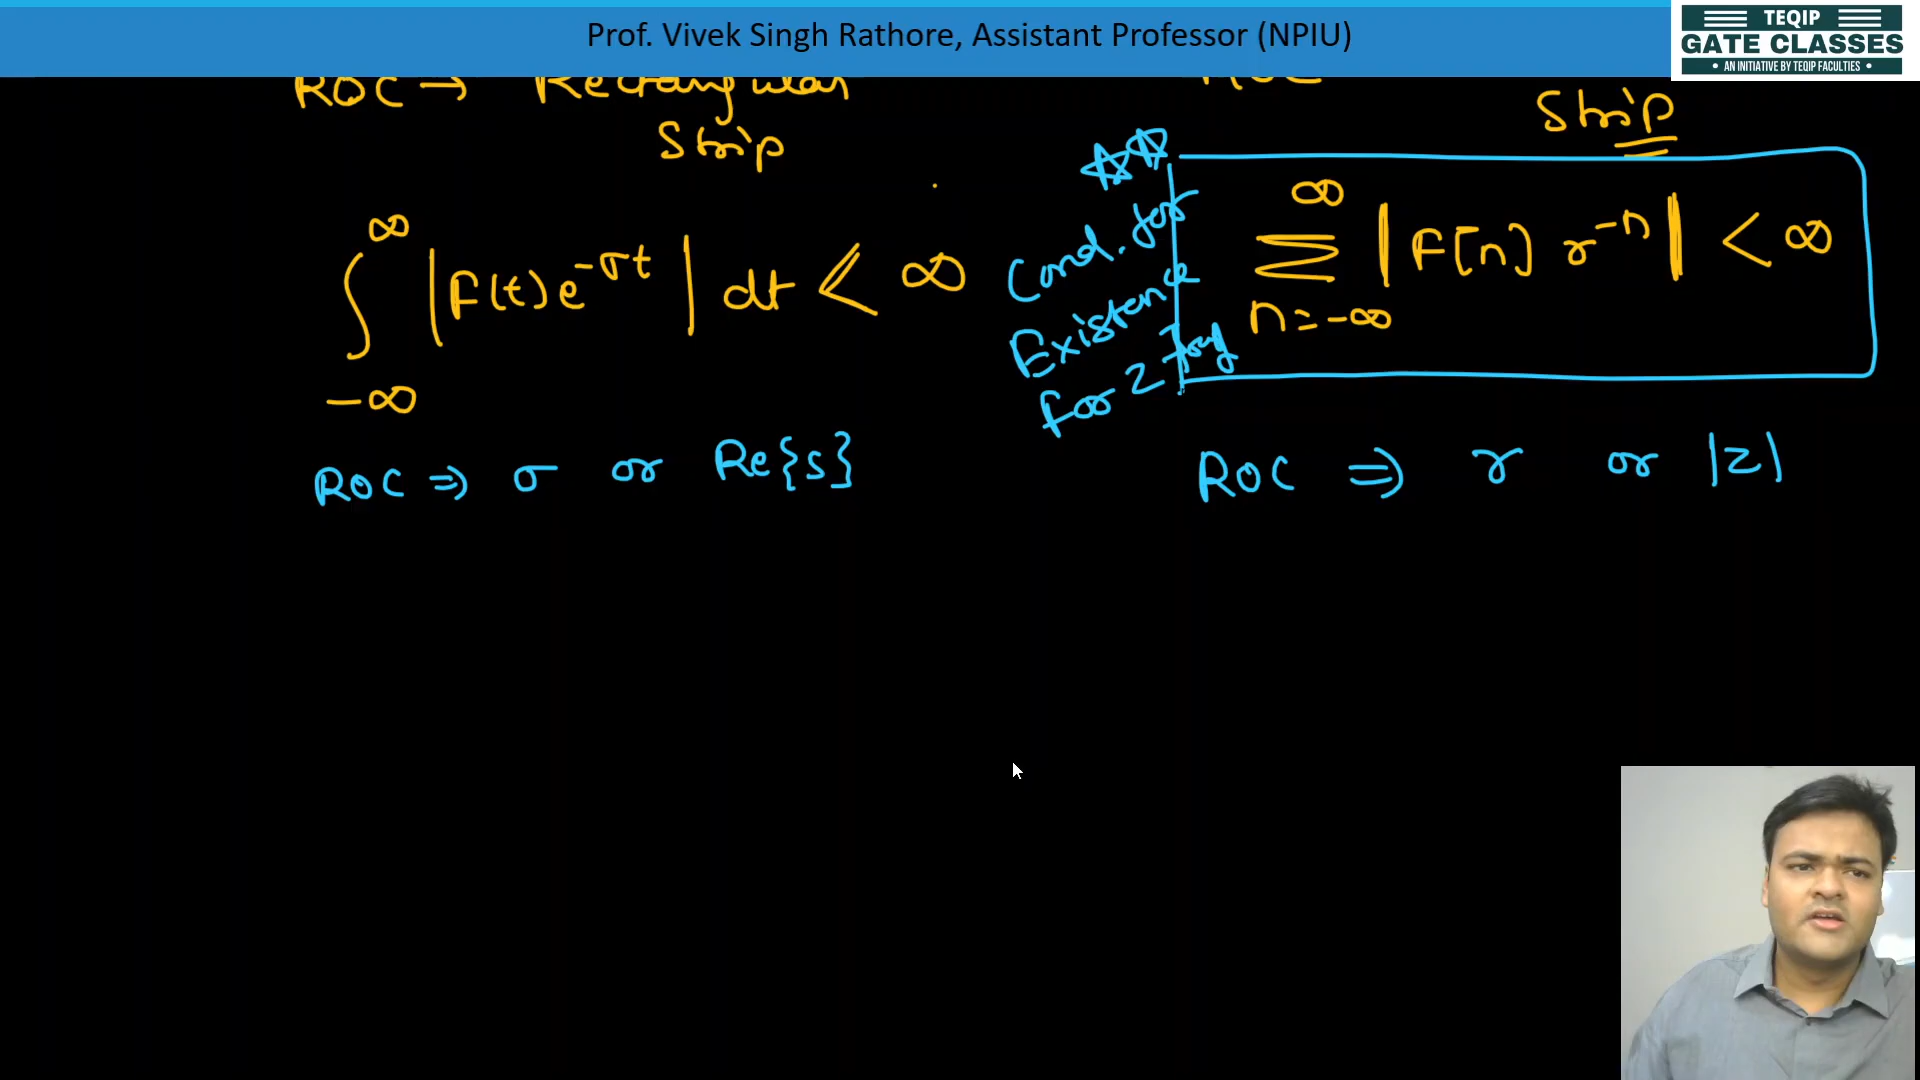 Prof. Vivek Singh Rathore, Assistant Professor (NPIU)
TEQIP
GATE CLASSES
• AN INITIATIVE BY TEQIP FACULTIES •
ROC → Rectangular
Strip
ROC
Strip
∫_{-∞}^{∞} |F(t)e^{-σt}| dt < ∞
Cond. for
Existence
for Z
∑_{n=-∞}^{∞} |F[n] r^{-n}| < ∞
ROC ⇒ σ or Re{s}
ROC ⇒ r or |z|